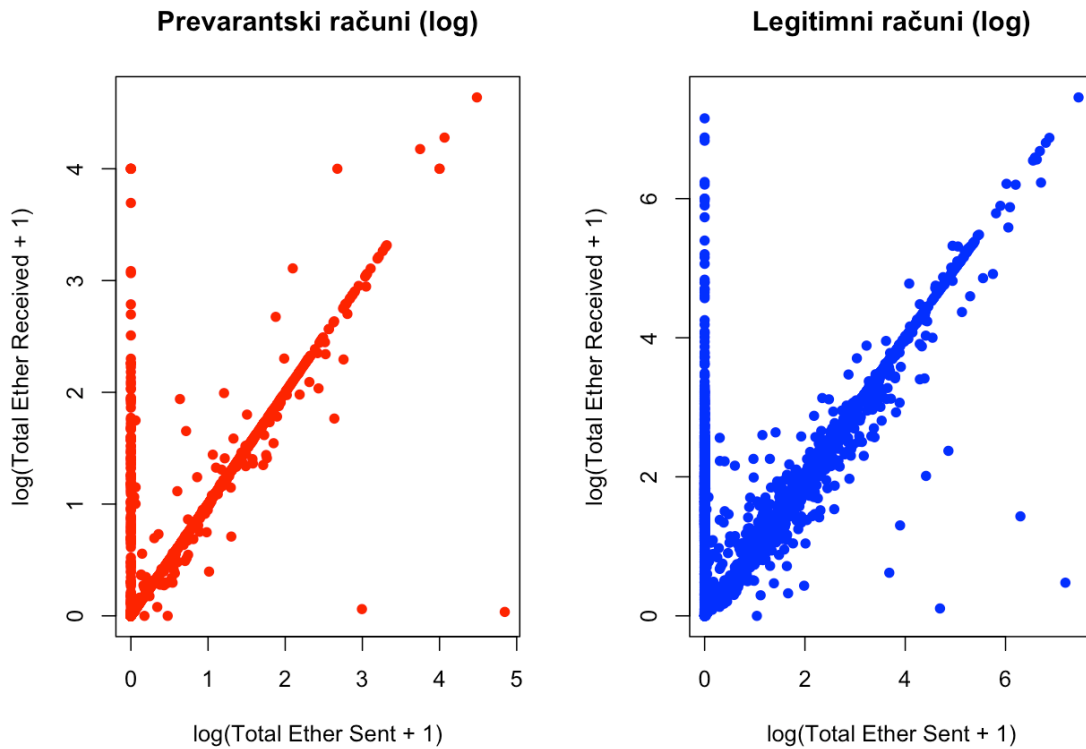 Prevarantski računi (log)
log(Total Ether Received + 1)
4
3
2
1
0
0 1 2 3 4 5
log(Total Ether Sent + 1)
Legitimni računi (log)
log(Total Ether Received + 1)
6
4
2
0
0 2 4 6
log(Total Ether Sent + 1)